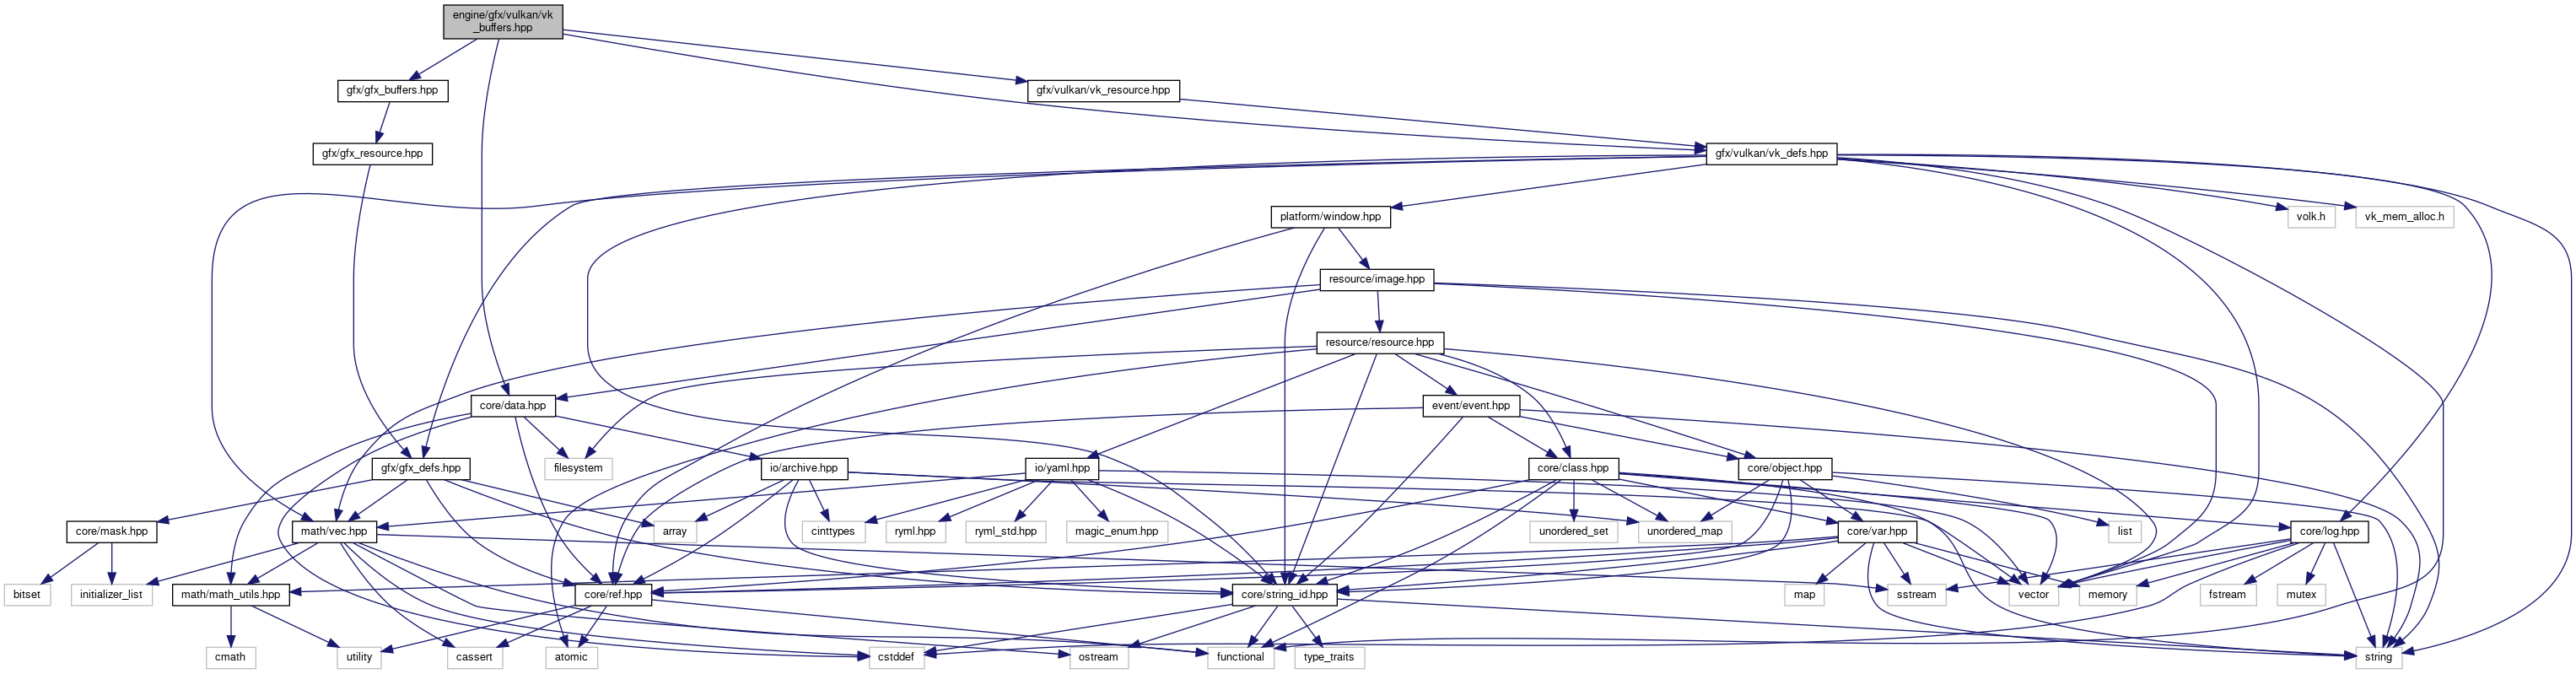 engine/gfx/vulkan/vk
_buffers.hpp
gfx/gfx_buffers.hpp
gfx/vulkan/vk_resource.hpp
gfx/gfx_resource.hpp
gfx/vulkan/vk_defs.hpp
platform/window.hpp
volk.h
vk_mem_alloc.h
resource/image.hpp
resource/resource.hpp
core/data.hpp
event/event.hpp
gfx/gfx_defs.hpp
filesystem
io/archive.hpp
io/yaml.hpp
core/class.hpp
core/object.hpp
core/mask.hpp
math/vec.hpp
array
cinttypes
ryml.hpp
ryml_std.hpp
magic_enum.hpp
unordered_set
unordered_map
core/var.hpp
list
core/log.hpp
bitset
initializer_list
math/math_utils.hpp
core/ref.hpp
core/string_id.hpp
map
sstream
vector
memory
fstream
mutex
cmath
utility
cassert
atomic
cstddef
ostream
functional
type_traits
string